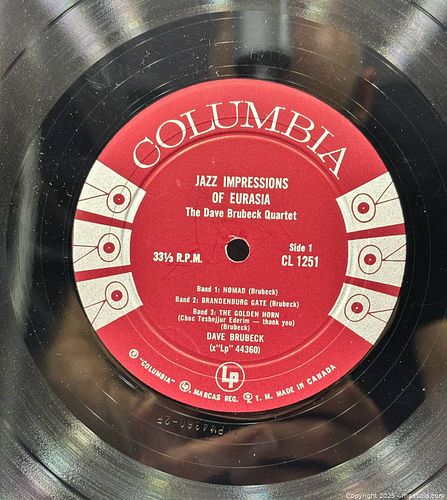 COLUMBIA
JAZZ IMPRESSIONS
OF EURASIA
The Dave Brubeck Quartet
33⅓ R.P.M.
Side 1
CL 1251
Band 1: NOMAD (Brubeck)
Band 2: BRANDENBURG GATE (Brubeck)
Band 3: THE GOLDEN HORN
(Choc Teshejjur Ederim — thank you)
(Brubeck)
DAVE BRUBECK
(x"Lp" 44360)
Lp
® "COLUMBIA" MARCAS REG. T. M. MADE IN CANADA
Copyright 2025 - maxsold.com